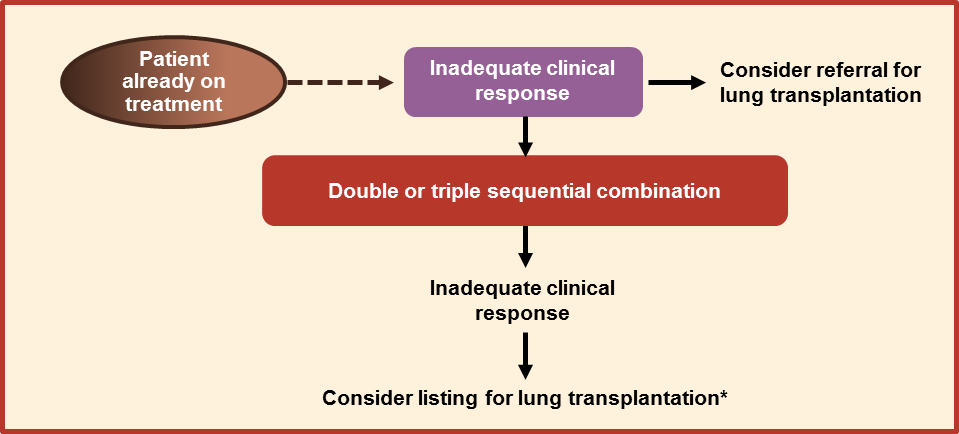 Patient
already on
treatment
Inadequate clinical
response
Consider referral for
lung transplantation
Double or triple sequential combination
Inadequate clinical
response
Consider listing for lung transplantation*